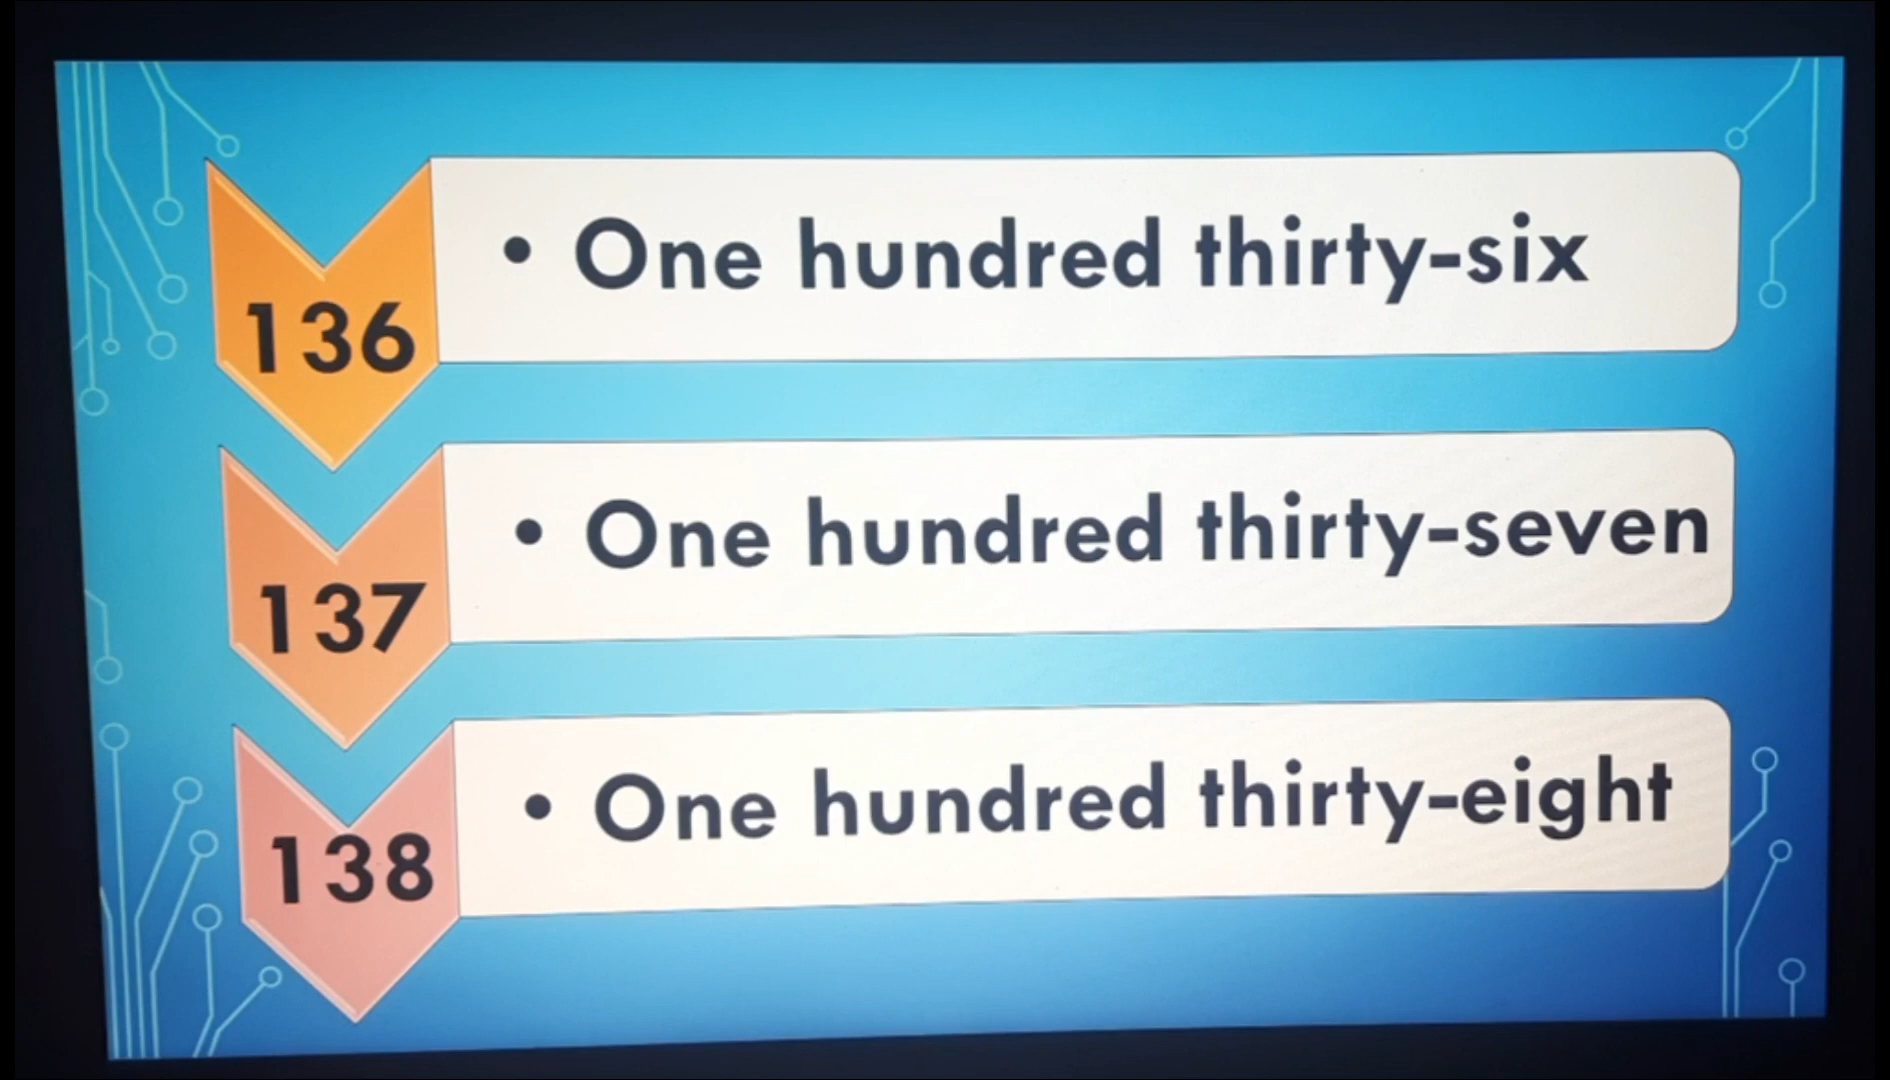 136
• One hundred thirty-six
137
• One hundred thirty-seven
138
• One hundred thirty-eight